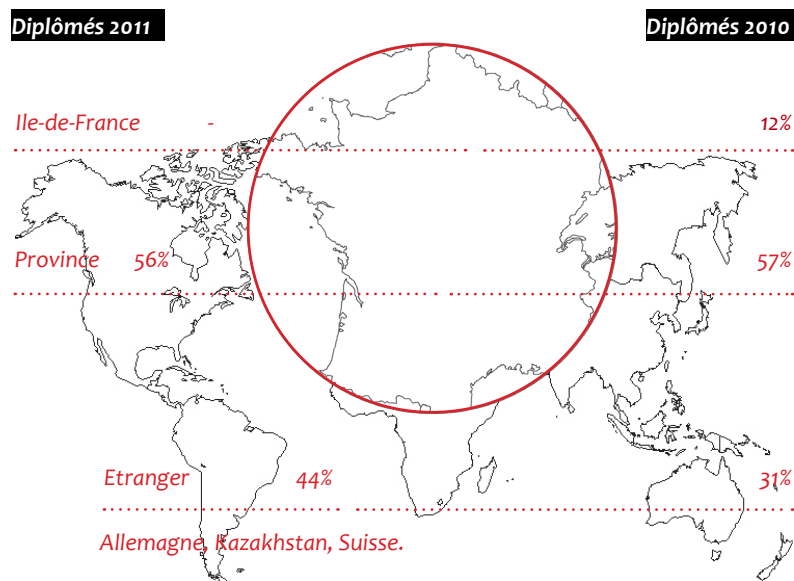 Diplômés 2011 Diplômés 2010
Ile-de-France - 12%
Province 56% 57%
Etranger 44% 31%
Allemagne, Kazakhstan, Suisse.